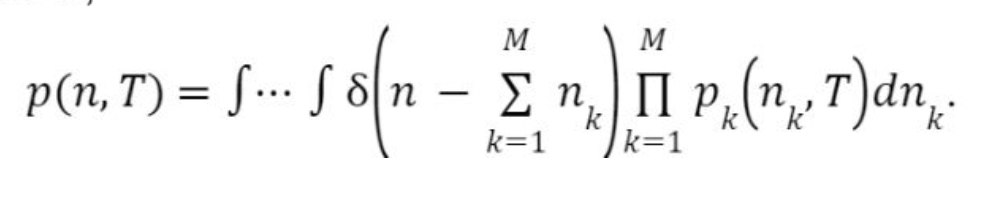 p(n, T) = ∫⋯ ∫ δ(n − ∑_{k=1}^{M} n_k) ∏_{k=1}^{M} p_k(n_k, T)dn_k.